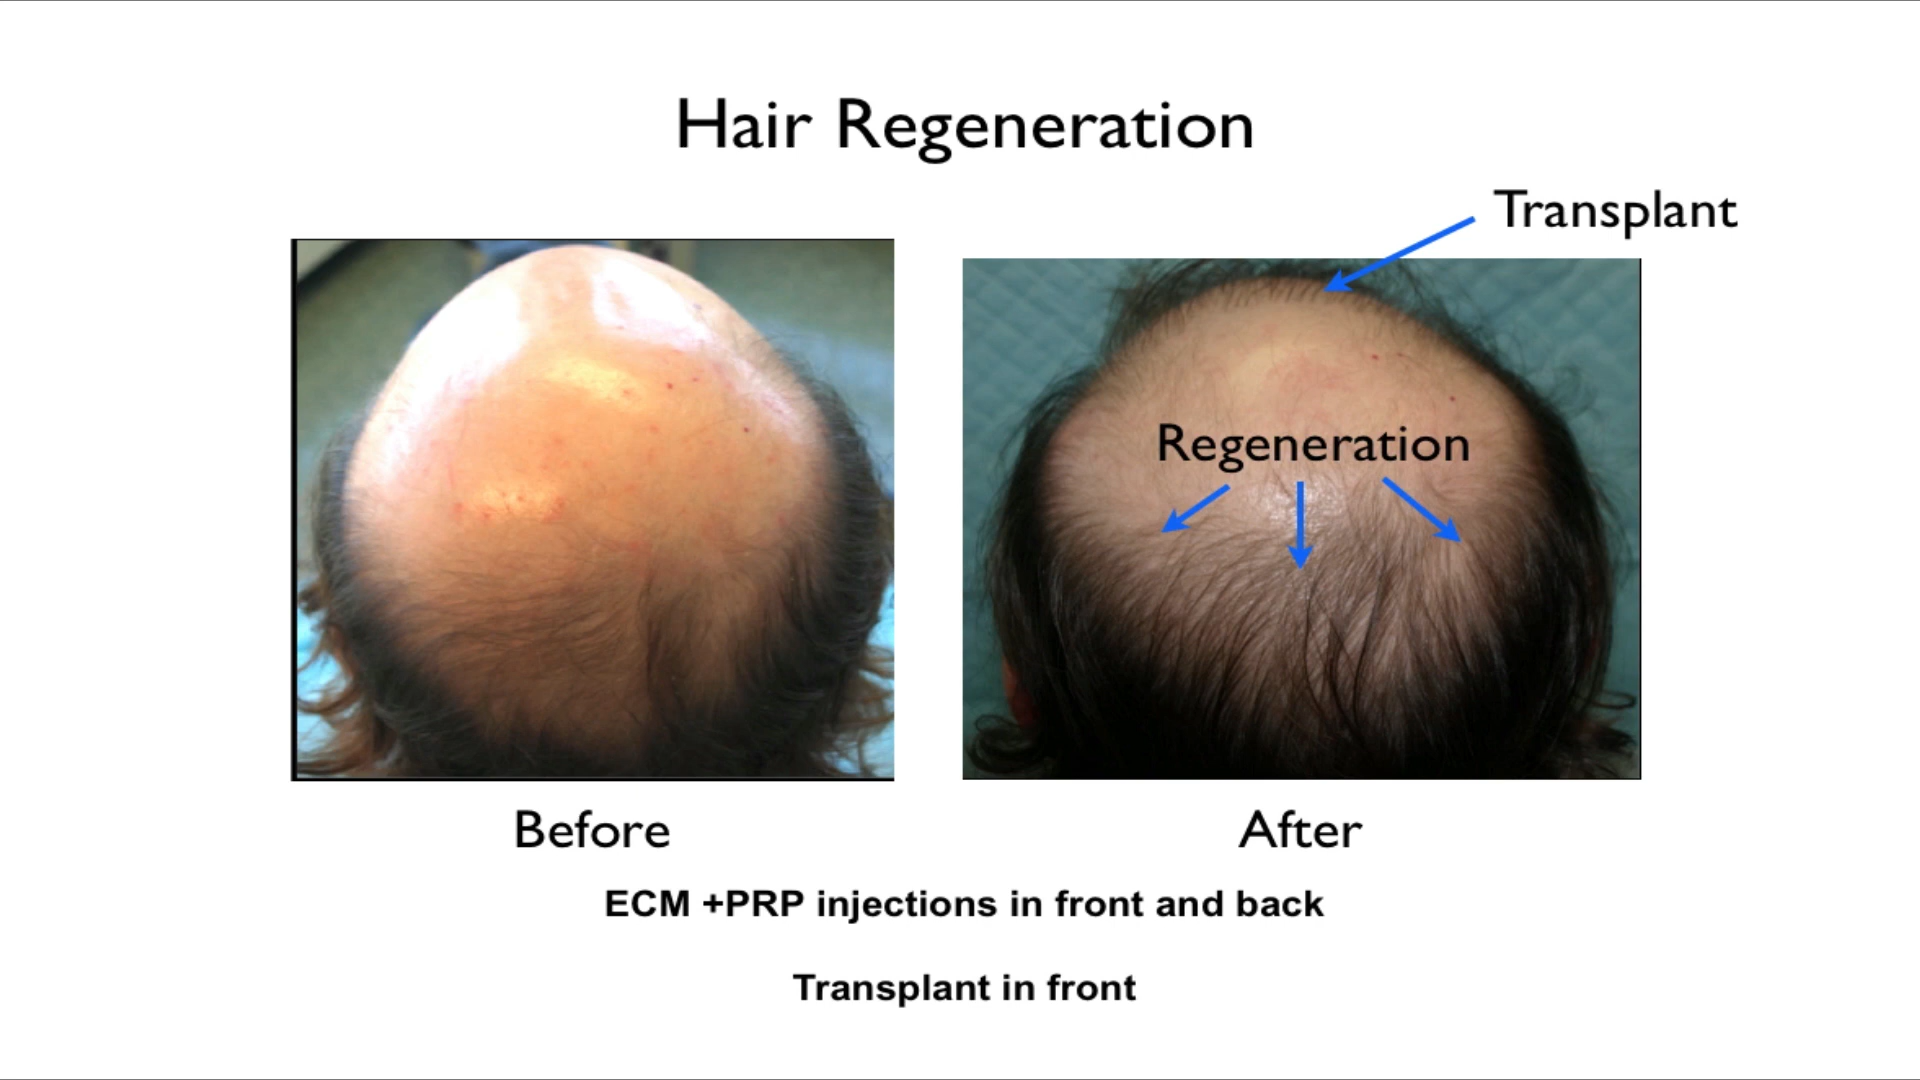 Hair Regeneration
Transplant
Regeneration
Before
After
ECM +PRP injections in front and back
Transplant in front